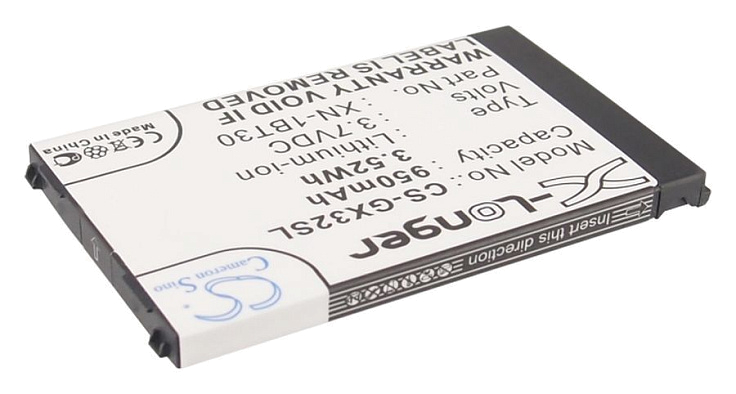 X-Longer
Model No.: CS-GX32SL
Capacity 950mAh
3.52Wh
Type Lithium-ion
Volts 3.7VDC
Part No. XN-1BT30
WARRANTY VOID IF
LABEL IS REMOVED
Made in China
CS
Cameron Sino
Insert this direction